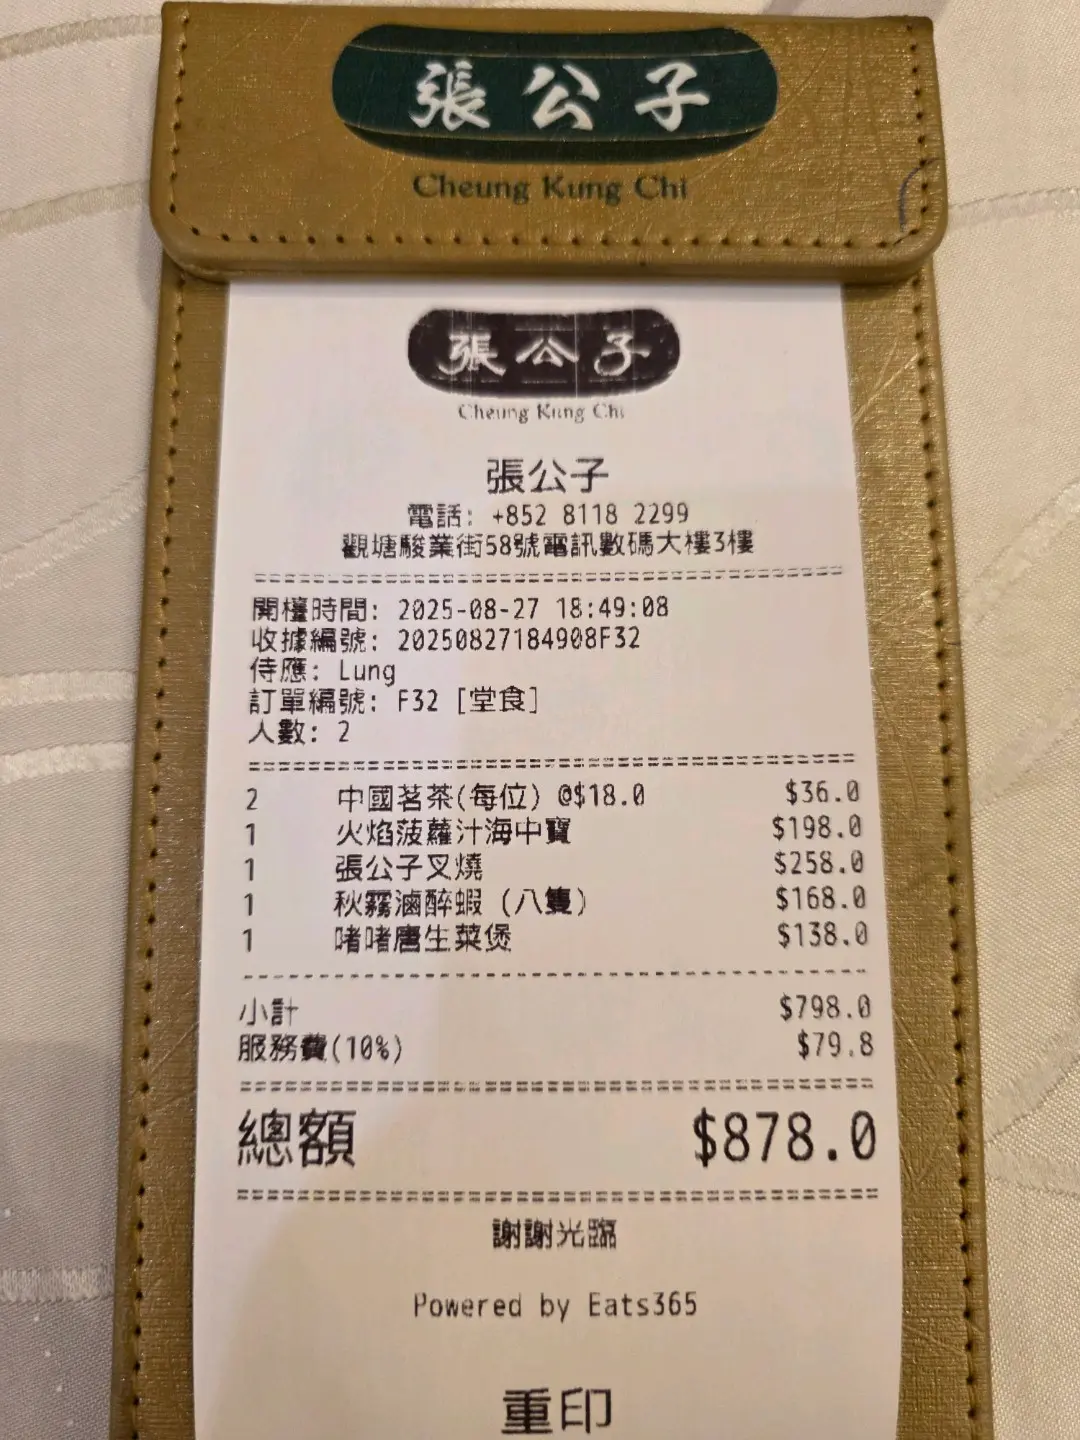 張公子
Cheung Kung Chi
張公子
Cheung Kung Chi
張公子
電話: +852 8118 2299
觀塘駿業街58號電訊數碼大樓3樓
開檯時間: 2025-08-27 18:49:08
收據編號: 20250827184908F32
侍應: Lung
訂單編號: F32 [堂食]
人數: 2
2 中國茗茶(每位) @$18.0 $36.0
1 火焰菠蘿汁海中寶 $198.0
1 張公子叉燒 $258.0
1 秋霧滷醉蝦 (八隻) $168.0
1 啫啫唐生菜煲 $138.0
小計 $798.0
服務費(10%) $79.8
總額 $878.0
謝謝光臨
Powered by Eats365
重印